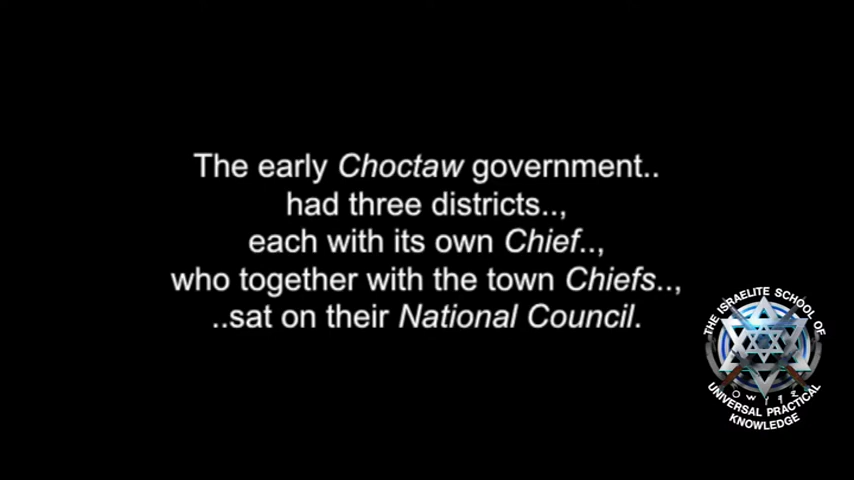 The early Choctaw government..
had three districts..,
each with its own Chief..,
who together with the town Chiefs..,
..sat on their National Council.
THE ISRAELITE SCHOOL OF
UNIVERSAL PRACTICAL
KNOWLEDGE